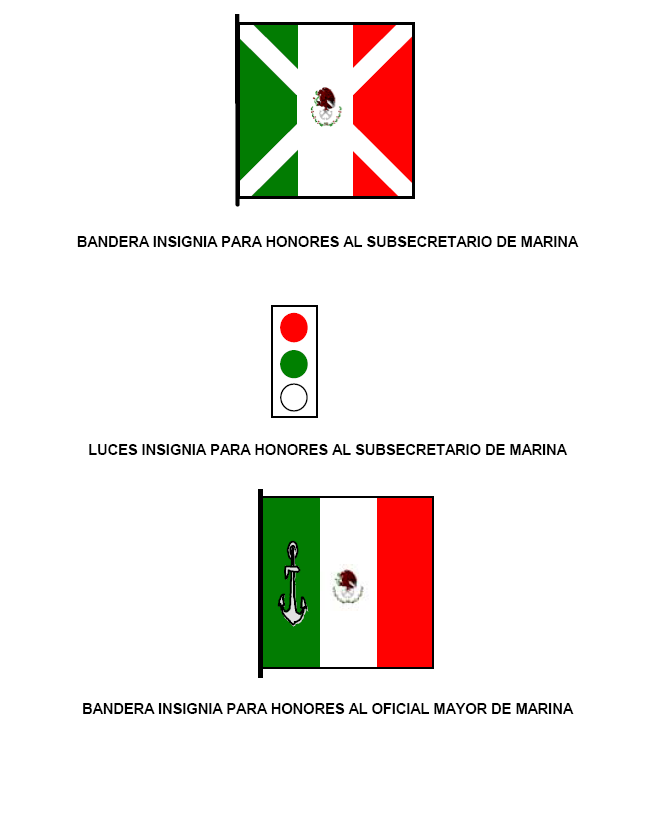 BANDERA INSIGNIA PARA HONORES AL SUBSECRETARIO DE MARINA
LUCES INSIGNIA PARA HONORES AL SUBSECRETARIO DE MARINA
BANDERA INSIGNIA PARA HONORES AL OFICIAL MAYOR DE MARINA